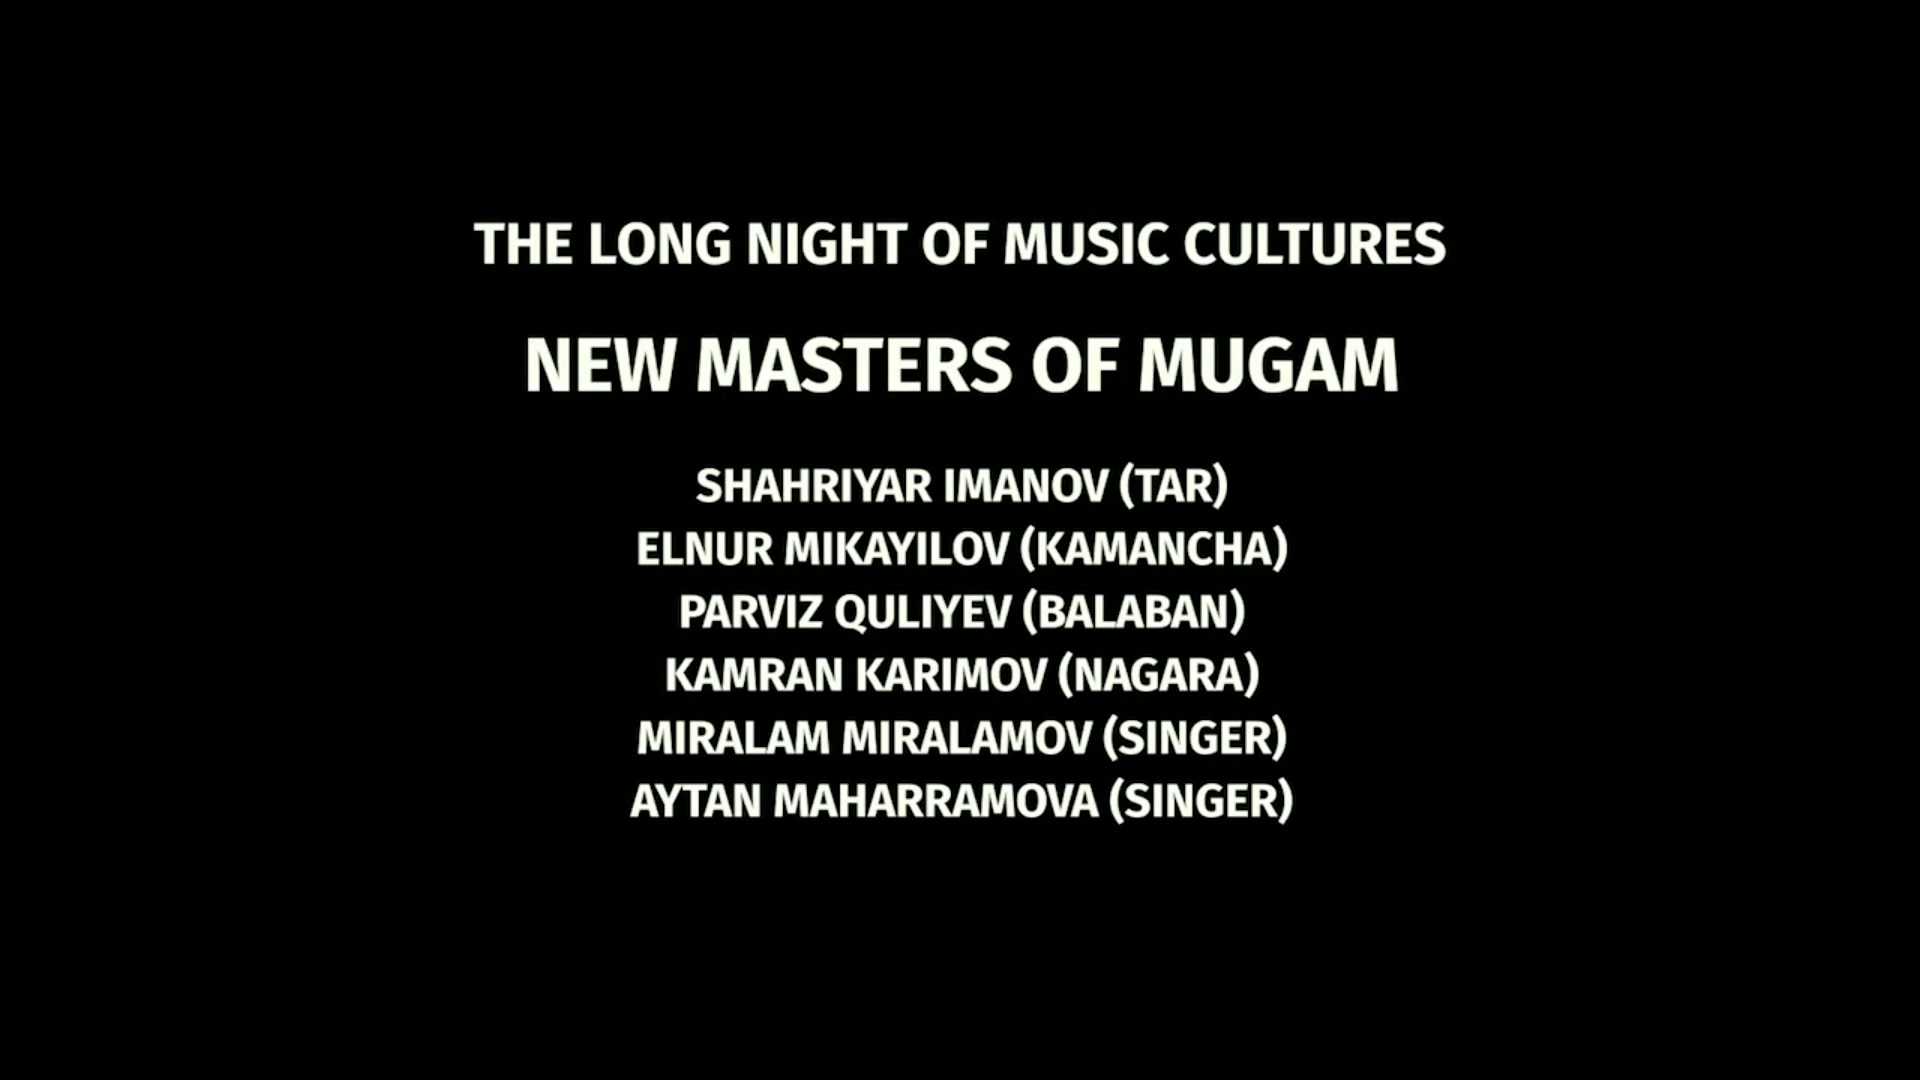 THE LONG NIGHT OF MUSIC CULTURES
NEW MASTERS OF MUGAM
SHAHRIYAR IMANOV (TAR)
ELNUR MIKAYILOV (KAMANCHA)
PARVIZ QULIYEV (BALABAN)
KAMRAN KARIMOV (NAGARA)
MIRALAM MIRALAMOV (SINGER)
AYTAN MAHARRAMOVA (SINGER)